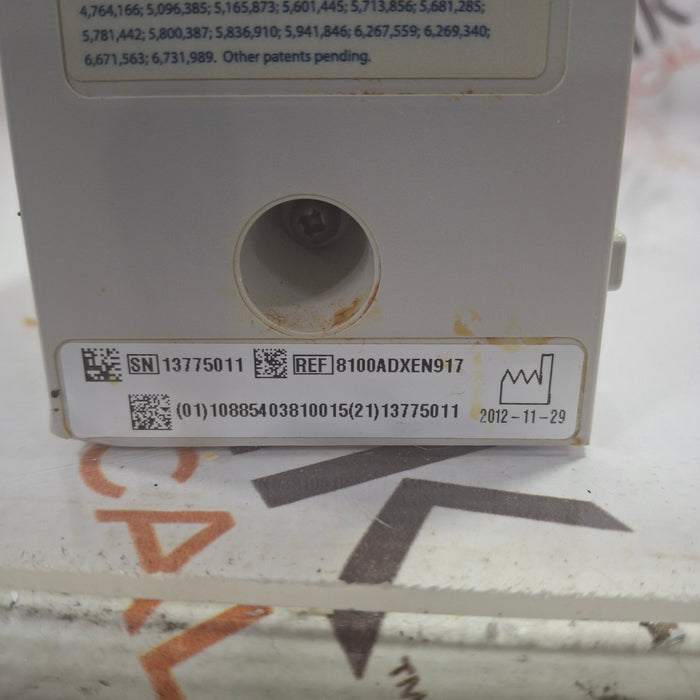 4,764,166; 5,096,385; 5,165,873; 5,601,445; 5,713,856; 5,681,285;
5,781,442; 5,800,387; 5,836,910; 5,941,846; 6,267,559; 6,269,340;
6,671,563; 6,731,989. Other patents pending.
SN 13775011 REF 8100ADXEN917
(01)10885403810015(21)13775011
2012-11-29
CAL
TM